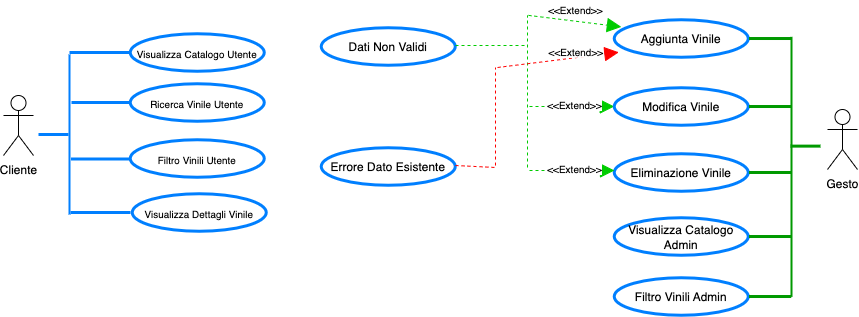 Visualizza Catalogo Utente
Ricerca Vinile Utente
Filtro Vinili Utente
Visualizza Dettagli Vinile
Cliente
Dati Non Validi
Errore Dato Esistente
<<Extend>>
<<Extend>>
<<Extend>>
<<Extend>>
Aggiunta Vinile
Modifica Vinile
Eliminazione Vinile
Visualizza Catalogo
Admin
Filtro Vinili Admin
Gesto